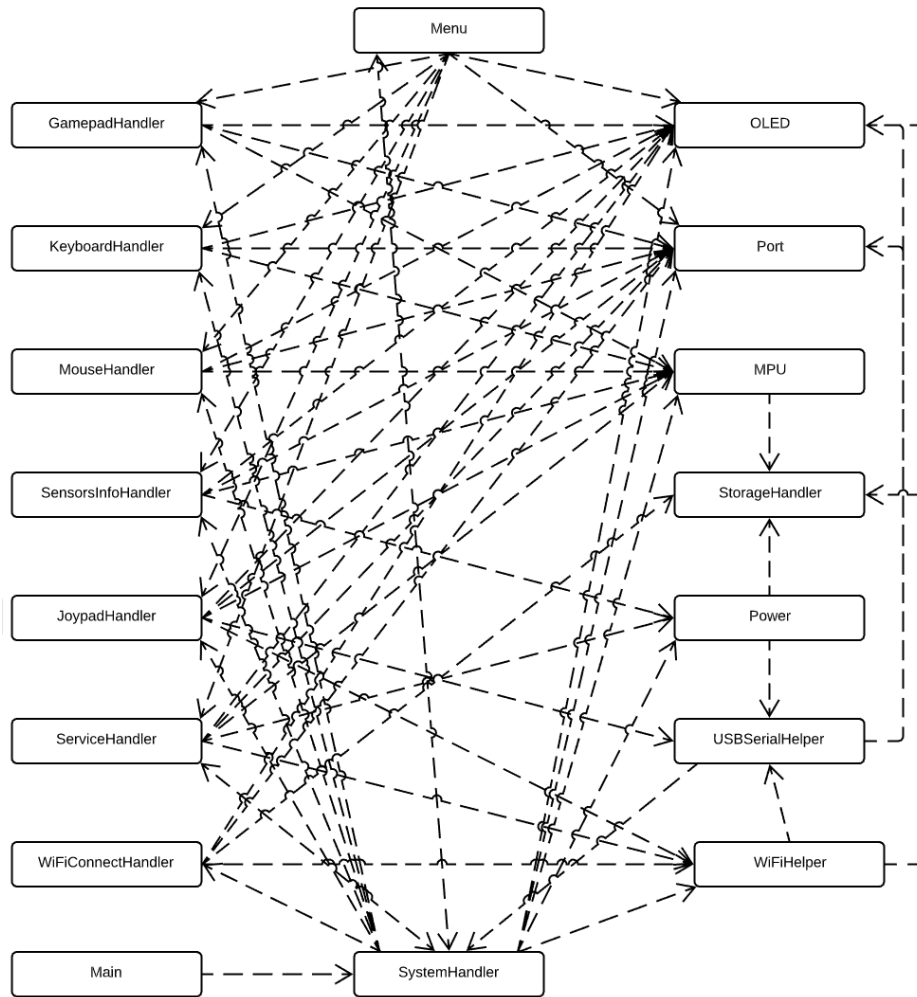 Menu
GamepadHandler
OLED
KeyboardHandler
Port
MouseHandler
MPU
SensorsInfoHandler
StorageHandler
JoypadHandler
Power
ServiceHandler
USBSerialHelper
WiFiConnectHandler
WiFiHelper
Main
SystemHandler